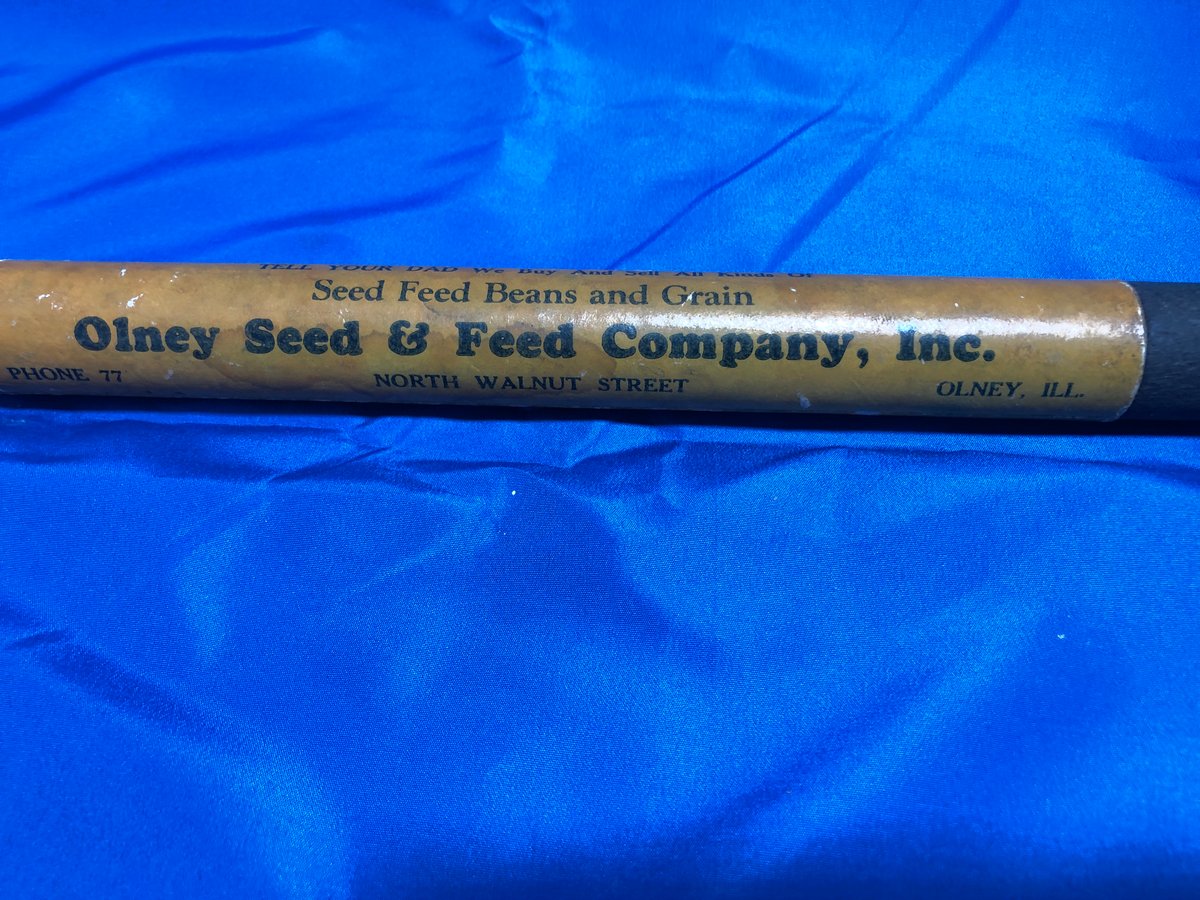 TELL YOUR DAD We Buy And Sell All Kinds Of
Seed Feed Beans and Grain
Olney Seed & Feed Company, Inc.
PHONE 77 NORTH WALNUT STREET OLNEY, ILL.